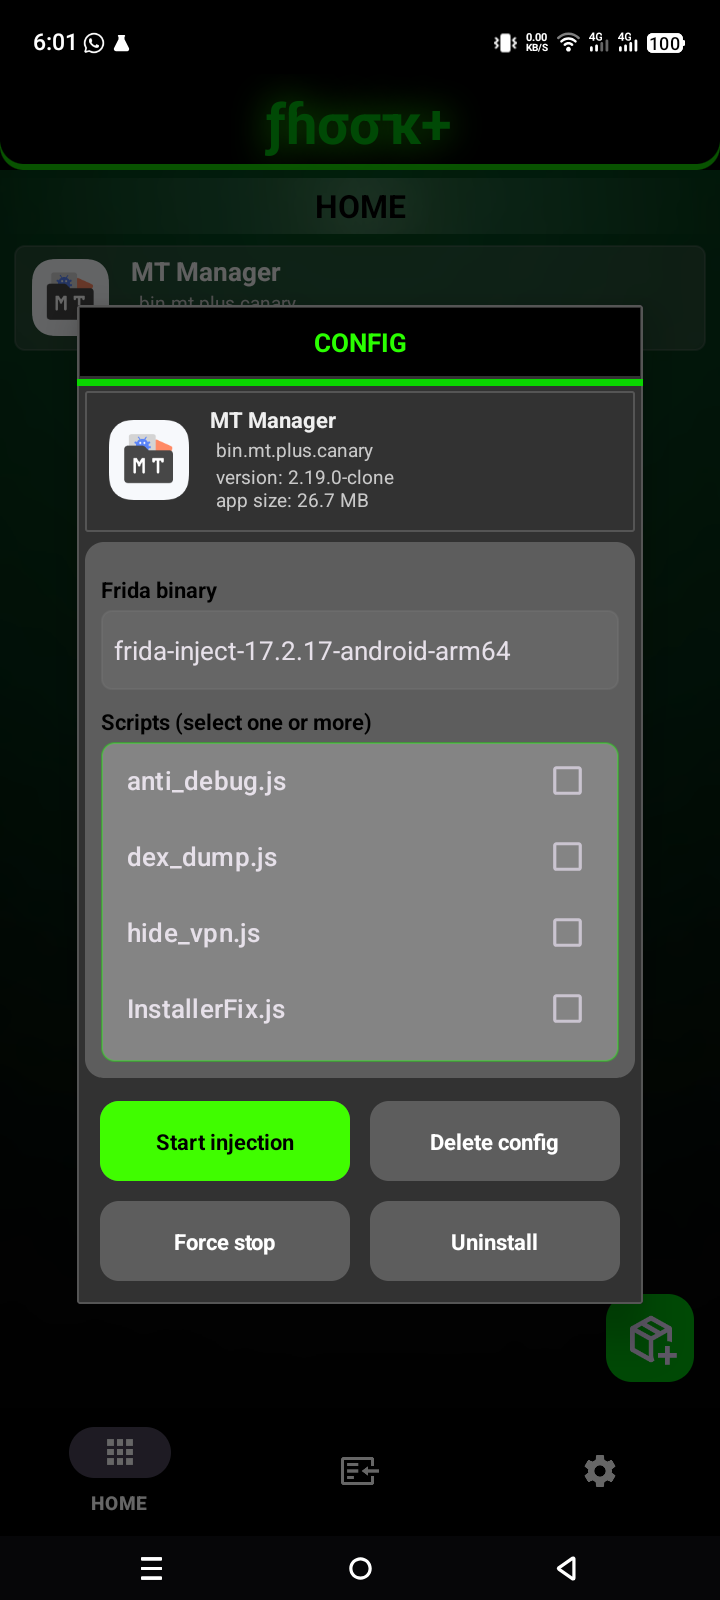 6:01
0.00
KB/S
4G
4G
100
ƒɦσσҡ+
HOME
MT Manager
bin.mt.plus.canary
CONFIG
MT Manager
bin.mt.plus.canary
version: 2.19.0-clone
app size: 26.7 MB
Frida binary
frida-inject-17.2.17-android-arm64
Scripts (select one or more)
anti_debug.js
dex_dump.js
hide_vpn.js
InstallerFix.js
Start injection
Delete config
Force stop
Uninstall
HOME